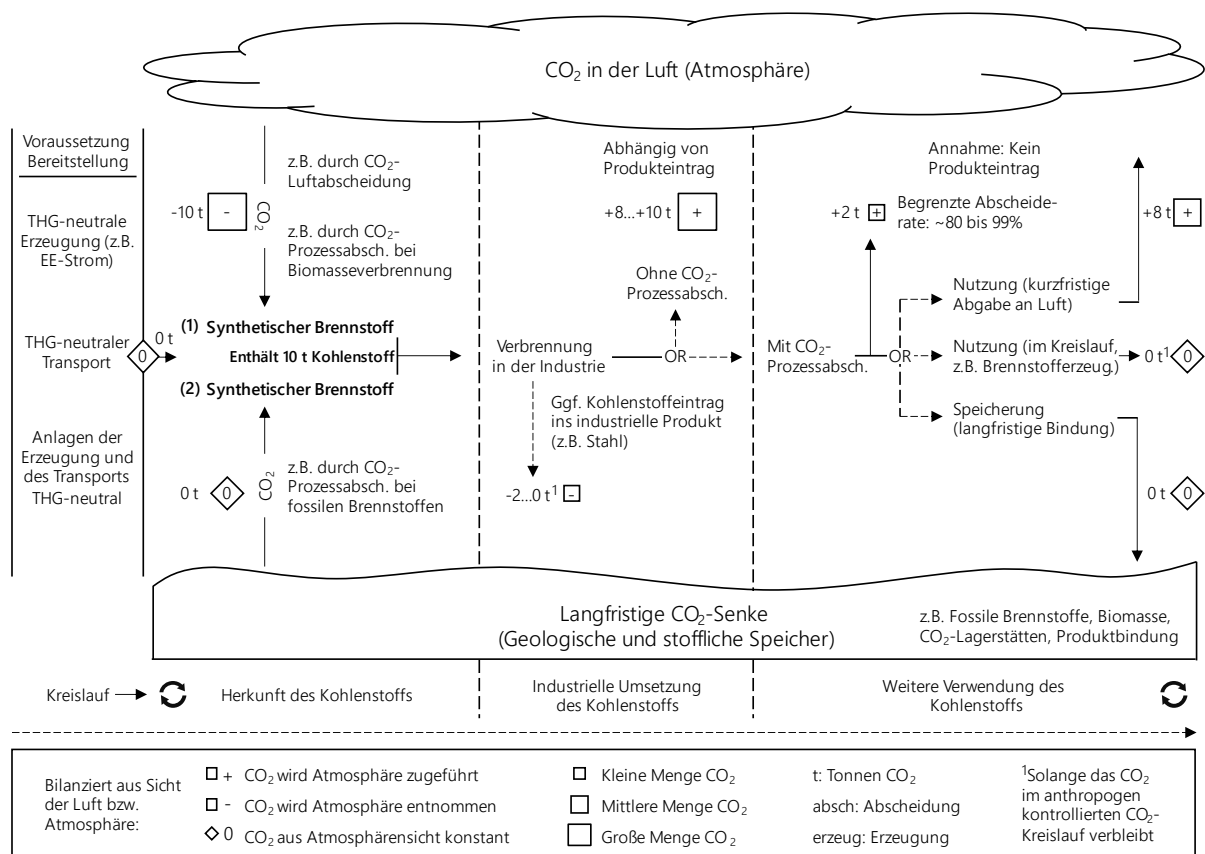 CO₂ in der Luft (Atmosphäre)
Voraussetzung
Bereitstellung
THG-neutrale
Erzeugung (z.B.
EE-Strom)
THG-neutraler
Transport
Anlagen der
Erzeugung und
des Transports
THG-neutral
0 t
0
-10 t
-
CO₂
z.B. durch CO₂-
Luftabscheidung
z.B. durch CO₂-
Prozessabsch. bei
Biomasseverbrennung
(1) Synthetischer Brennstoff
Enthält 10 t Kohlenstoff
(2) Synthetischer Brennstoff
0 t
0
CO₂
z.B. durch CO₂-
Prozessabsch. bei
fossilen Brennstoffen
Abhängig von
Produkteintrag
+8...+10 t
+
Ohne CO₂-
Prozessabsch.
Verbrennung
in der Industrie
OR
Ggf. Kohlenstoffeintrag
ins industrielle Produkt
(z.B. Stahl)
-2...0 t¹
-
Annahme: Kein
Produkteintrag
+2 t
+
Begrenzte Abscheide-
rate: ~80 bis 99%
+8 t
+
Mit CO₂-
Prozessabsch.
OR
Nutzung (kurzfristige
Abgabe an Luft)
Nutzung (im Kreislauf,
z.B. Brennstofferzeug.)
0 t¹
0
Speicherung
(langfristige Bindung)
0 t
0
Langfristige CO₂-Senke
(Geologische und stoffliche Speicher)
z.B. Fossile Brennstoffe, Biomasse,
CO₂-Lagerstätten, Produktbindung
Kreislauf
Herkunft des Kohlenstoffs
Industrielle Umsetzung
des Kohlenstoffs
Weitere Verwendung des
Kohlenstoffs
Bilanziert aus Sicht
der Luft bzw.
Atmosphäre:
+ CO₂ wird Atmosphäre zugeführt
- CO₂ wird Atmosphäre entnommen
0 CO₂ aus Atmosphärensicht konstant
Kleine Menge CO₂
Mittlere Menge CO₂
Große Menge CO₂
t: Tonnen CO₂
absch: Abscheidung
erzeug: Erzeugung
¹Solange das CO₂
im anthropogen
kontrollierten CO₂-
Kreislauf verbleibt